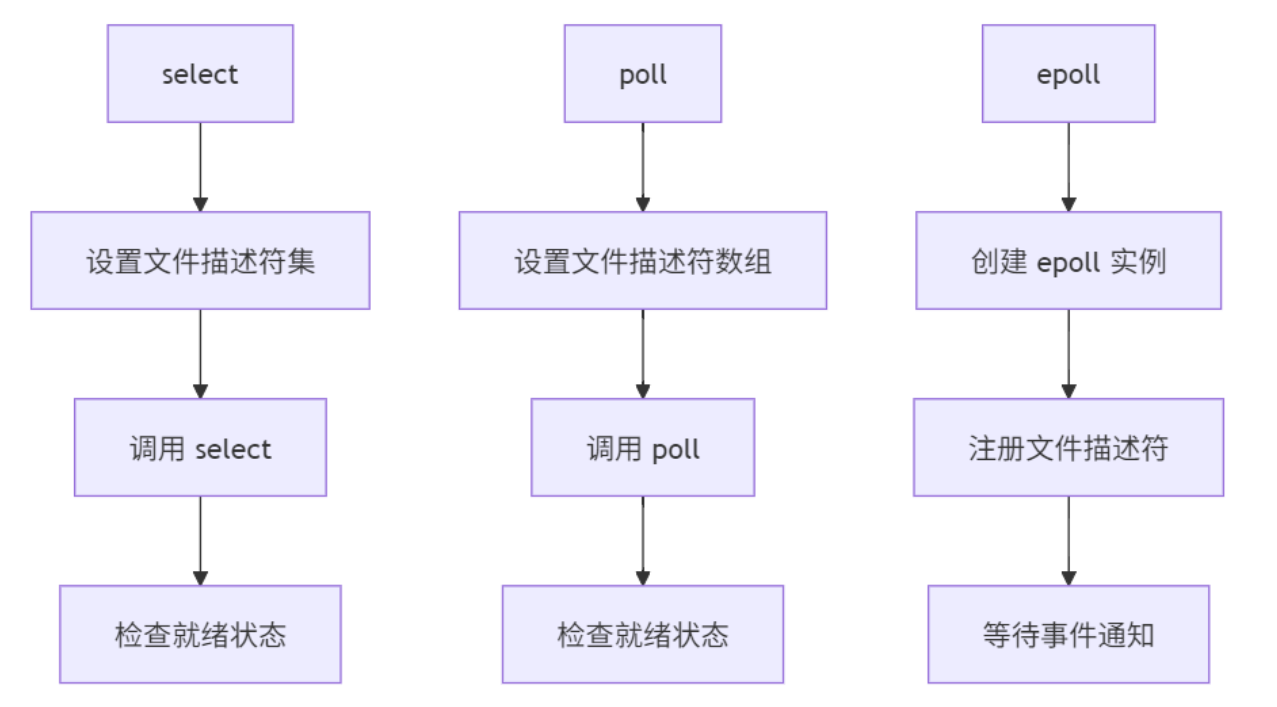 select
poll
epoll
设置文件描述符集
设置文件描述符数组
创建 epoll 实例
调用 select
调用 poll
注册文件描述符
检查就绪状态
检查就绪状态
等待事件通知